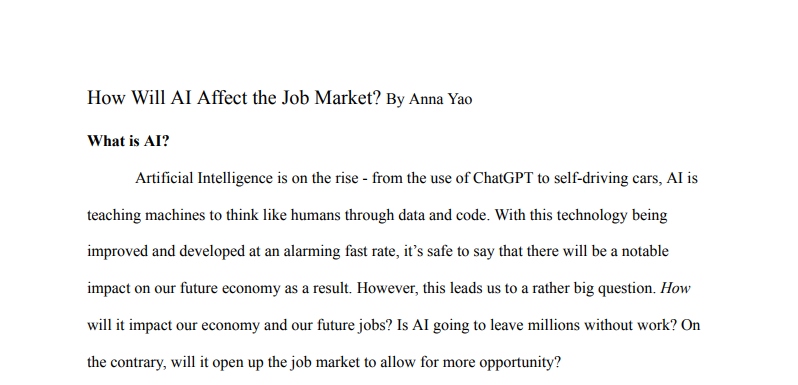 How Will AI Affect the Job Market? By Anna Yao
What is AI?
Artificial Intelligence is on the rise - from the use of ChatGPT to self-driving cars, AI is
teaching machines to think like humans through data and code. With this technology being
improved and developed at an alarming fast rate, it’s safe to say that there will be a notable
impact on our future economy as a result. However, this leads us to a rather big question. How
will it impact our economy and our future jobs? Is AI going to leave millions without work? On
the contrary, will it open up the job market to allow for more opportunity?